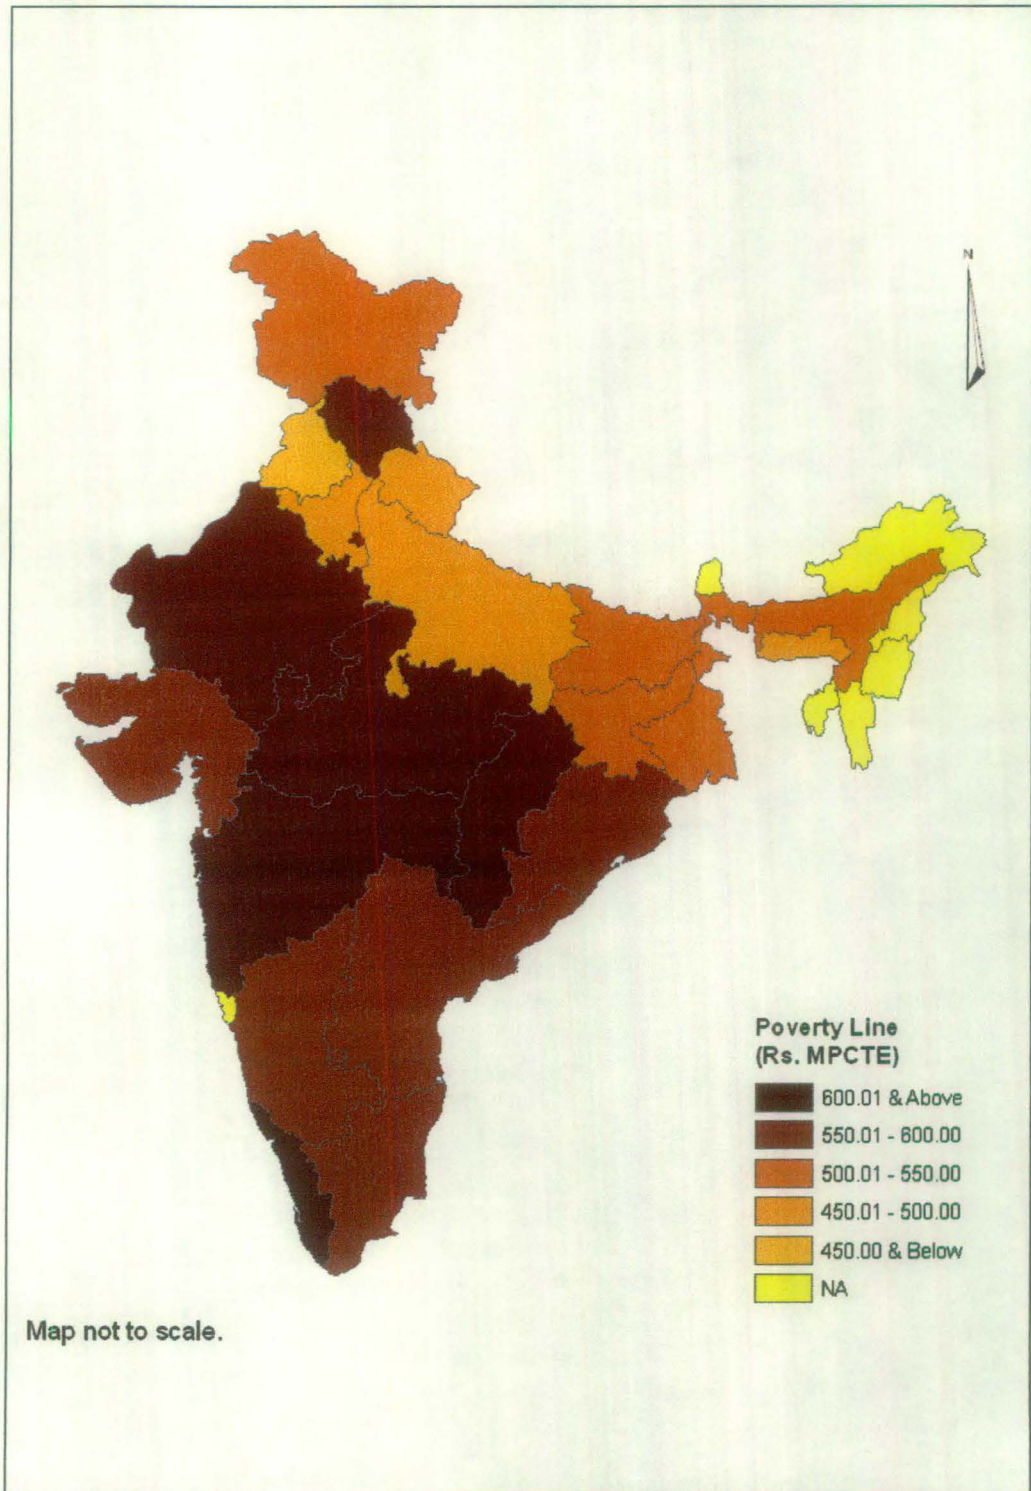 N
Poverty Line
(Rs. MPCTE)
600.01 & Above
550.01 - 600.00
500.01 - 550.00
450.01 - 500.00
450.00 & Below
NA
Map not to scale.